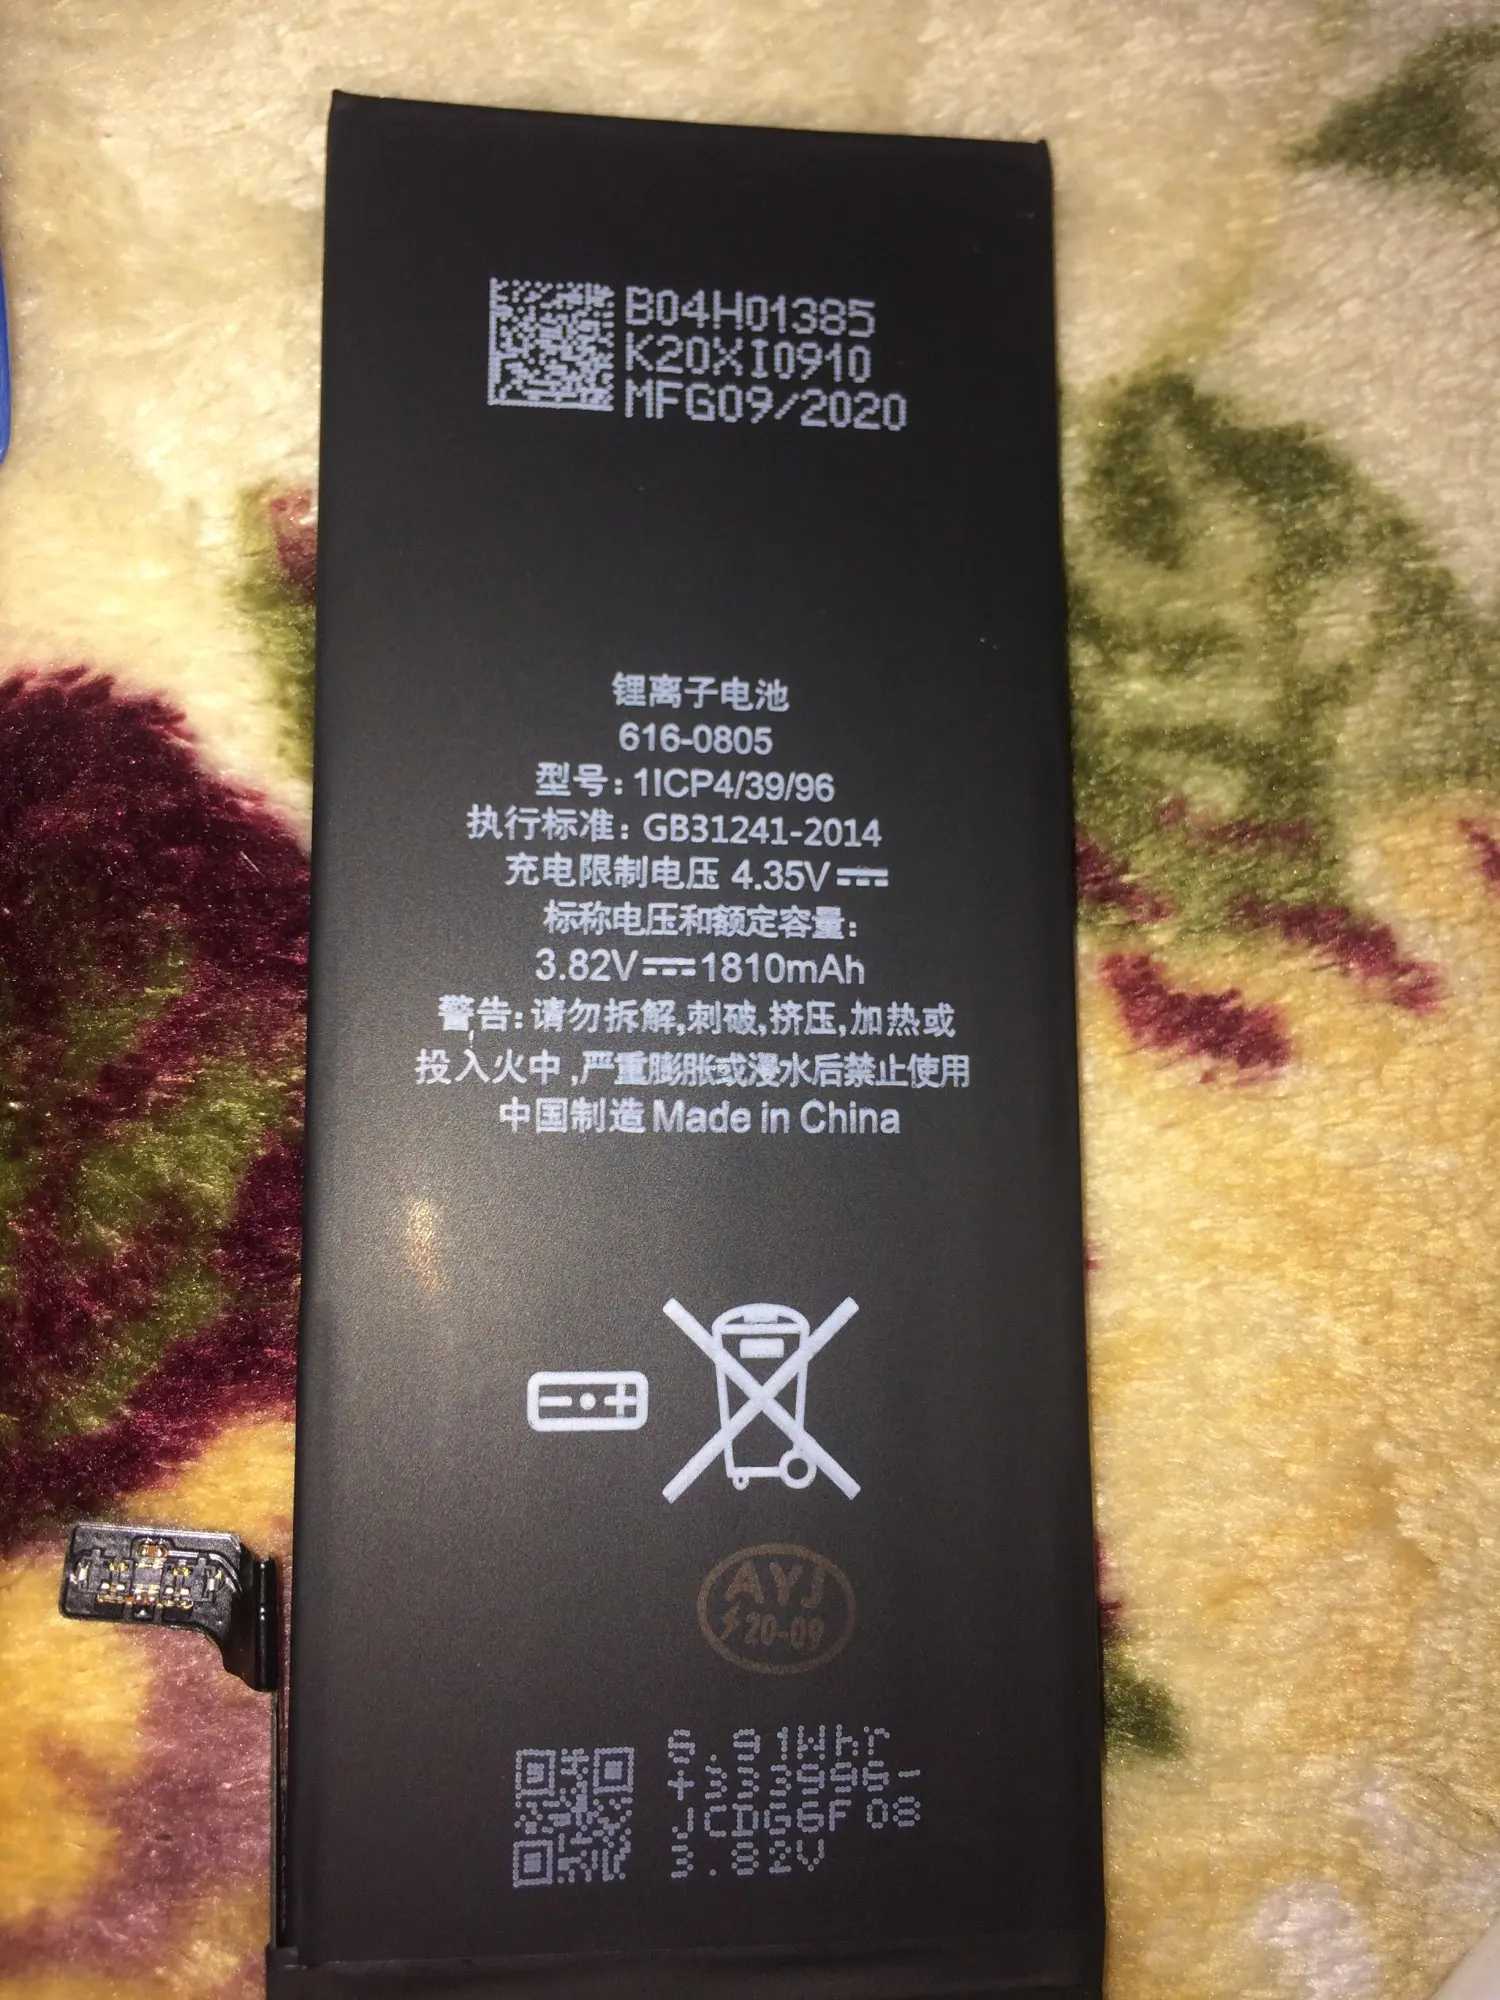 B04H01385
K20XI0910
MFG09/2020
锂离子电池
616-0805
型号: 1ICP4/39/96
执行标准: GB31241-2014
充电限制电压 4.35V
标称电压和额定容量:
3.82V 1810mAh
警告: 请勿拆解,刺破,挤压,加热或
投入火中,严重膨胀或浸水后禁止使用
中国制造 Made in China
- +
AYJ
20-09
6.91Whr
+333996-
JCDGGF08
3.82V